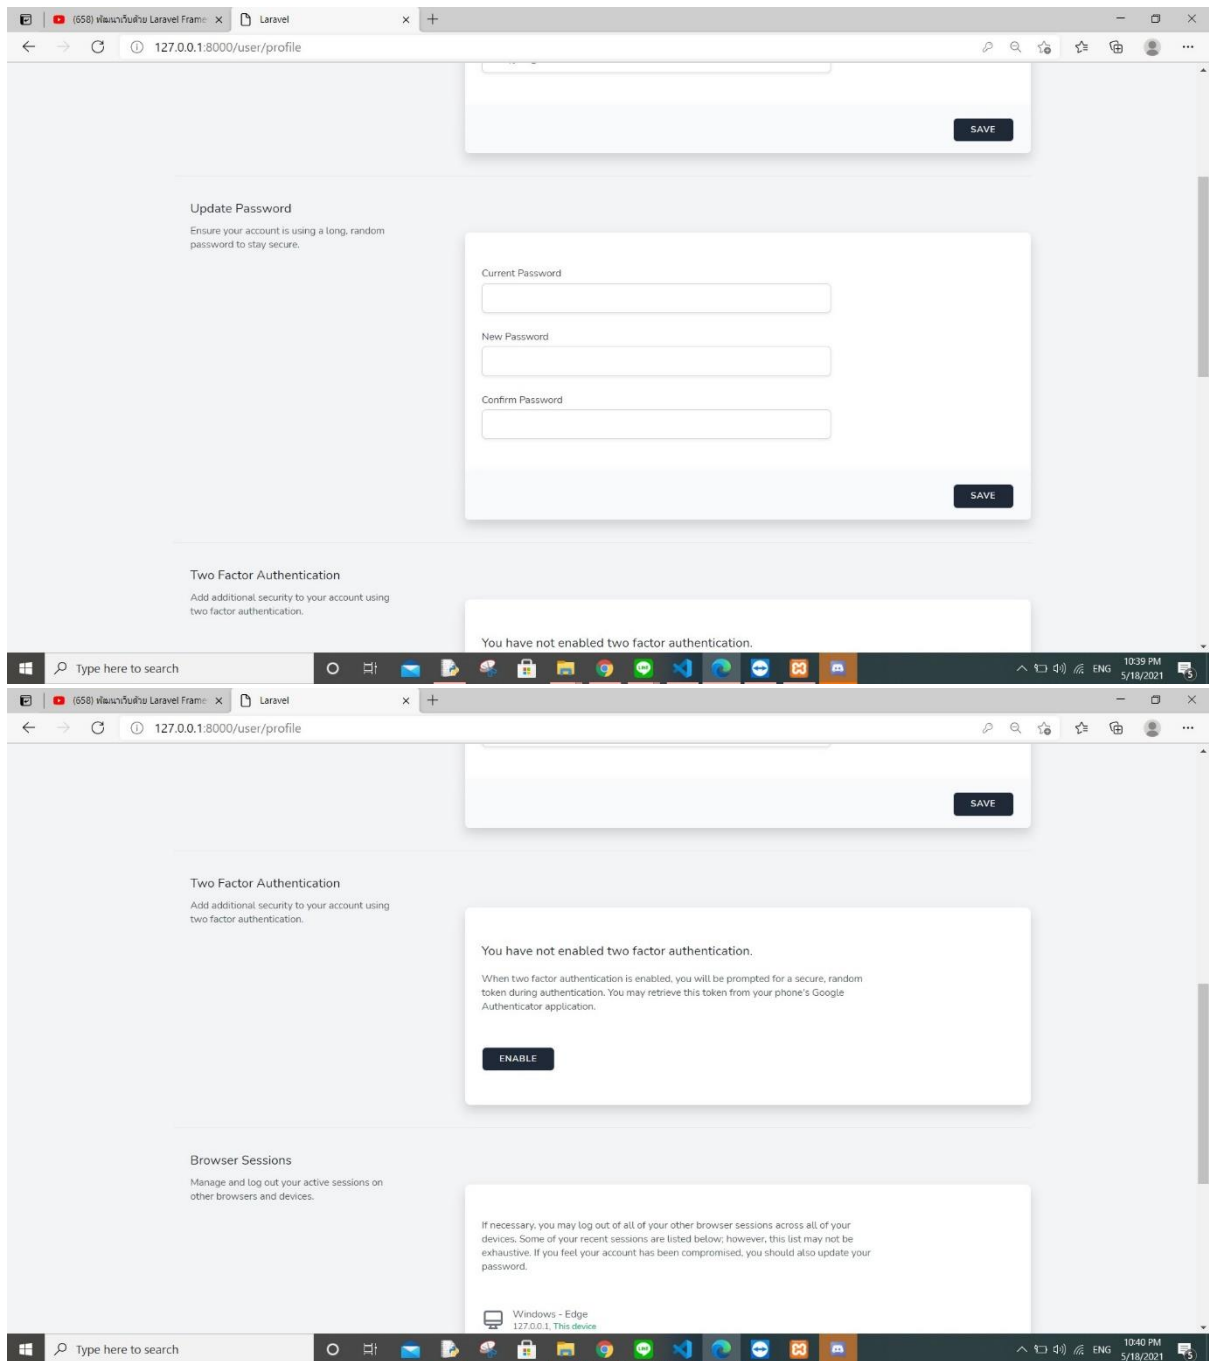 (658) พัฒนาเว็บด้วย Laravel Frame
Laravel
127.0.0.1:8000/user/profile
SAVE
Update Password
Ensure your account is using a long, random
password to stay secure.
Current Password
New Password
Confirm Password
SAVE
Two Factor Authentication
Add additional security to your account using
two factor authentication.
You have not enabled two factor authentication.
Type here to search
ENG
10:39 PM
5/18/2021
5
(658) พัฒนาเว็บด้วย Laravel Frame
Laravel
127.0.0.1:8000/user/profile
SAVE
Two Factor Authentication
Add additional security to your account using
two factor authentication.
You have not enabled two factor authentication.
When two factor authentication is enabled, you will be prompted for a secure, random
token during authentication. You may retrieve this token from your phone's Google
Authenticator application.
ENABLE
Browser Sessions
Manage and log out your active sessions on
other browsers and devices.
If necessary, you may log out of all of your other browser sessions across all of your
devices. Some of your recent sessions are listed below; however, this list may not be
exhaustive. If you feel your account has been compromised, you should also update your
password.
Windows - Edge
127.0.0.1, This device
Type here to search
ENG
10:40 PM
5/18/2021
5